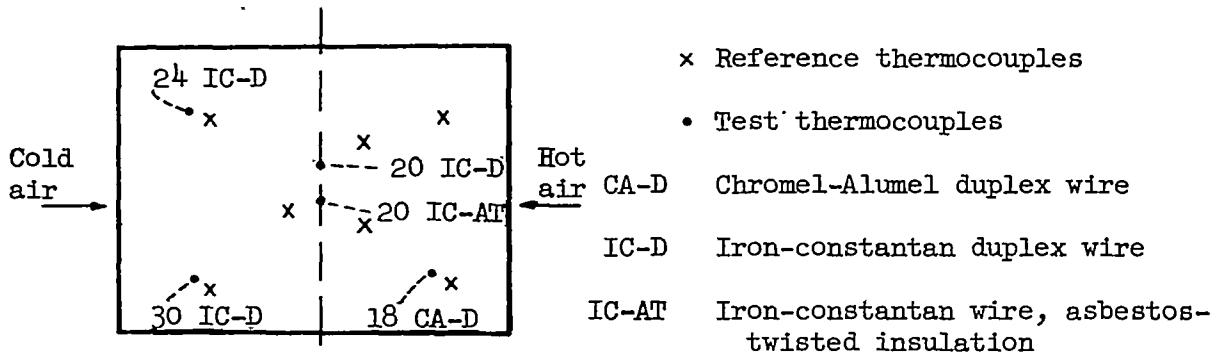 24 IC-D
Cold
air
20 IC-D
20 IC-AT
Hot
air
30 IC-D
18 CA-D
x Reference thermocouples
• Test thermocouples
CA-D Chromel-Alumel duplex wire
IC-D Iron-constantan duplex wire
IC-AT Iron-constantan wire, asbestos-
twisted insulation